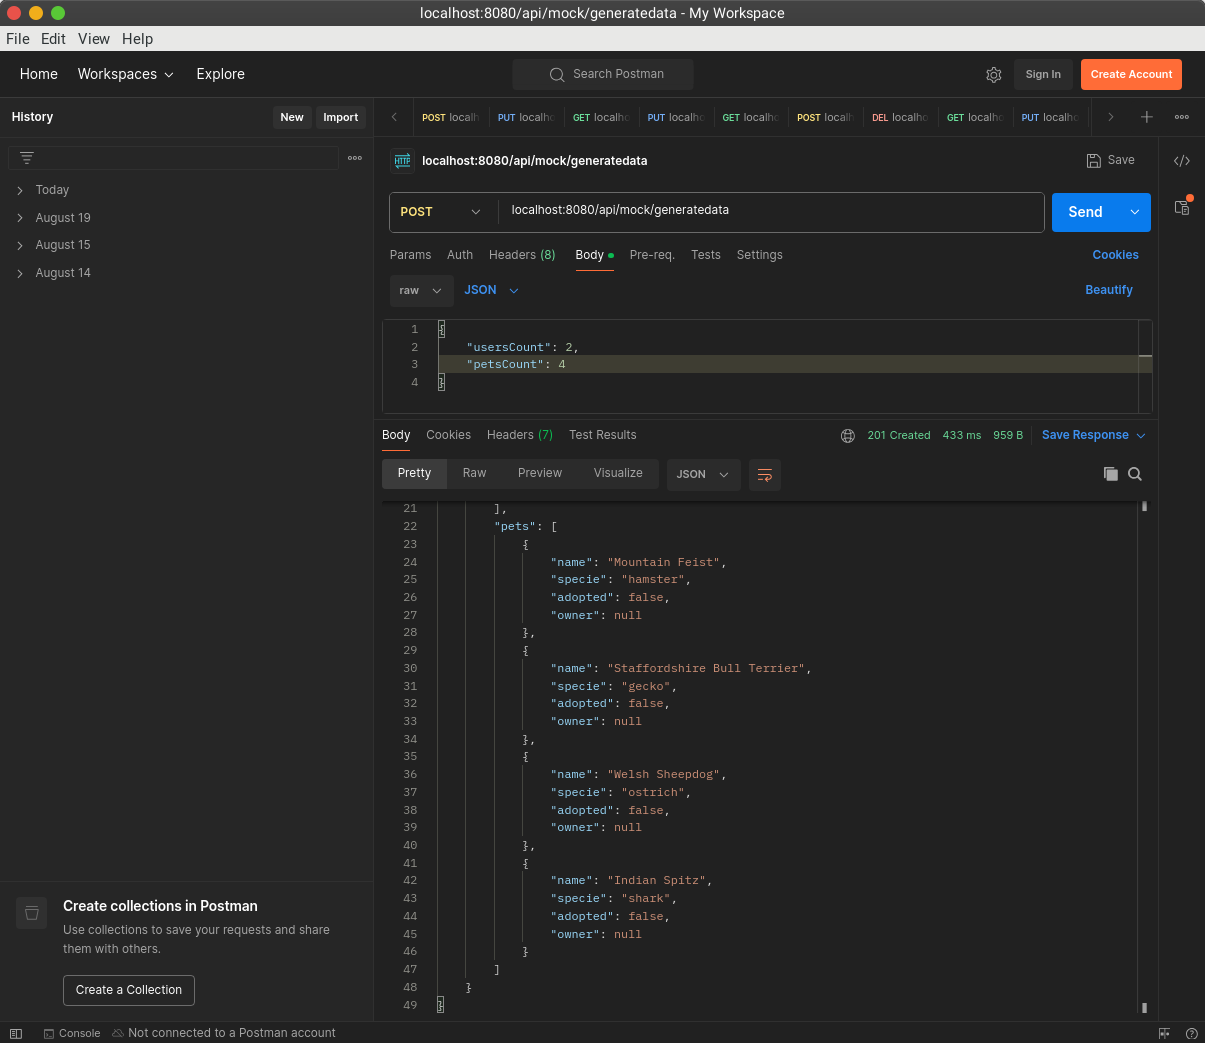 localhost:8080/api/mock/generatedata - My Workspace
File Edit View Help
Home Workspaces Explore Search Postman Sign In Create Account
History New Import
POST localh PUT localho GET localho PUT localho GET localho POST localh DEL localho GET localho PUT localho
HTTP localhost:8080/api/mock/generatedata Save
Today
August 19
August 15
August 14
POST localhost:8080/api/mock/generatedata Send
Params Auth Headers (8) Body Pre-req. Tests Settings Cookies
raw JSON Beautify
1 {
2 "usersCount": 2,
3 "petsCount": 4
4 }
Body Cookies Headers (7) Test Results 201 Created 433 ms 959 B Save Response
Pretty Raw Preview Visualize JSON
21 ],
22 "pets": [
23 {
24 "name": "Mountain Feist",
25 "specie": "hamster",
26 "adopted": false,
27 "owner": null
28 },
29 {
30 "name": "Staffordshire Bull Terrier",
31 "specie": "gecko",
32 "adopted": false,
33 "owner": null
34 },
35 {
36 "name": "Welsh Sheepdog",
37 "specie": "ostrich",
38 "adopted": false,
39 "owner": null
40 },
41 {
42 "name": "Indian Spitz",
43 "specie": "shark",
44 "adopted": false,
45 "owner": null
46 }
47 ]
48 }
49 }
Create collections in Postman
Use collections to save your requests and share
them with others.
Create a Collection
Console Not connected to a Postman account